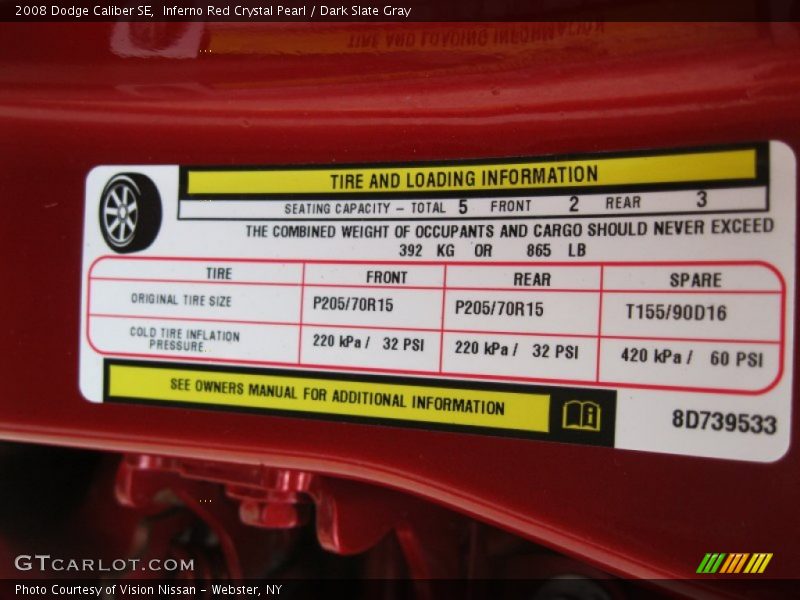 2008 Dodge Caliber SE,  Inferno Red Crystal Pearl / Dark Slate Gray
TIRE AND LOADING INFORMATION
TIRE AND LOADING INFORMATION
SEATING CAPACITY – TOTAL 5 FRONT 2 REAR 3
THE COMBINED WEIGHT OF OCCUPANTS AND CARGO SHOULD NEVER EXCEED
392 KG OR 865 LB
TIRE FRONT REAR SPARE
ORIGINAL TIRE SIZE P205/70R15 P205/70R15 T155/90D16
COLD TIRE INFLATION
PRESSURE 220 kPa / 32 PSI 220 kPa / 32 PSI 420 kPa / 60 PSI
SEE OWNERS MANUAL FOR ADDITIONAL INFORMATION
8D739533
GTCARLOT.COM
Photo Courtesy of Vision Nissan - Webster, NY